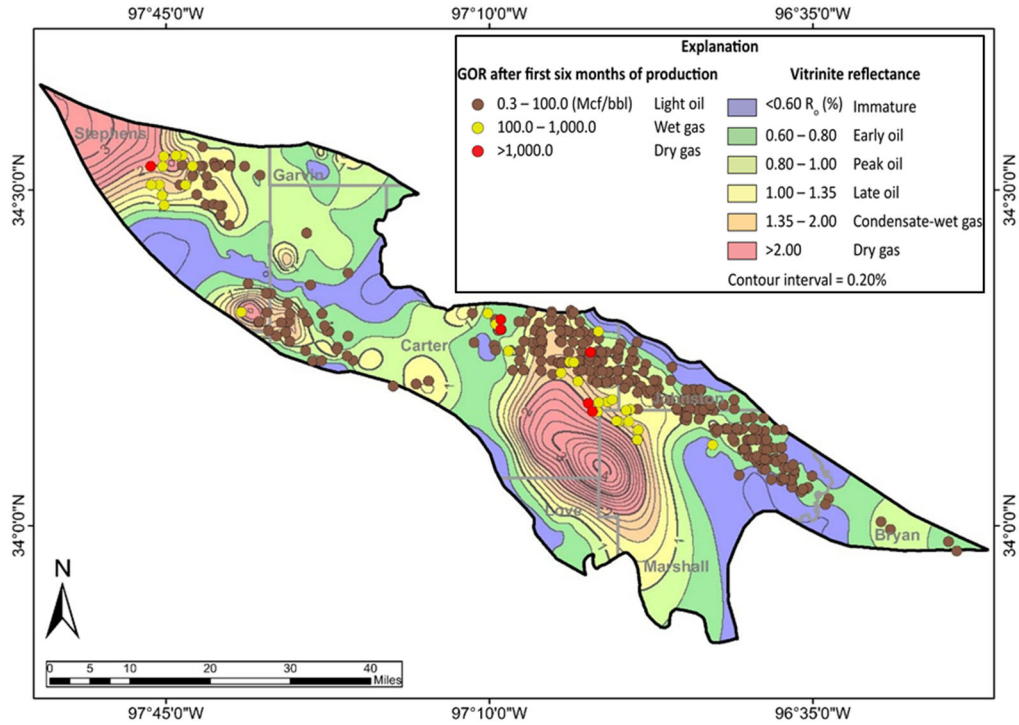 97°45'0"W 97°10'0"W 96°35'0"W
Explanation
GOR after first six months of production Vitrinite reflectance
0.3 – 100.0 (Mcf/bbl) Light oil
100.0 – 1,000.0 Wet gas
>1,000.0 Dry gas
<0.60 Ro (%) Immature
0.60 – 0.80 Early oil
0.80 – 1.00 Peak oil
1.00 – 1.35 Late oil
1.35 – 2.00 Condensate-wet gas
>2.00 Dry gas
Contour interval = 0.20%
34°30'0"N 34°30'0"N
Stephens
3
Garvin
Carter
1
Johnston
4
Love
1
1
Marshall
Bryan
34°0'0"N 34°0'0"N
N
0 5 10 20 30 40
Miles
97°45'0"W 97°10'0"W 96°35'0"W